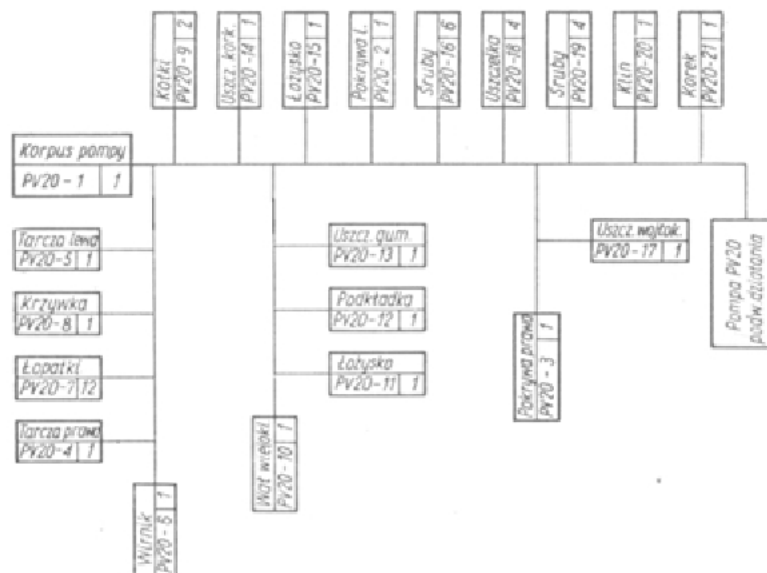 Kołki
PV20-9 2
Uszcz. kork.
PV20-14 1
Łożysko
PV20-15 1
Pokrywa l.
PV20-2 1
Śruby
PV20-16 6
Uszczelka
PV20-18 4
Śruby
PV20-19 4
Klin
PV20-20 1
Korek
PV20-21 1
Korpus pompy
PV20-1 1
Tarcza lewa
PV20-5 1
Krzywka
PV20-8 1
Łopatki
PV20-7 12
Tarcza prawa
PV20-4 1
Wirnik
PV20-6 1
Uszcz. gum.
PV20-13 1
Podkładka
PV20-12 1
Łożysko
PV20-11 1
Wał wiejoki.
PV20-10 1
Uszcz. wojłok.
PV20-17 1
Pokrywa prawa
PV20-3 1
Pompa PV20
podw. działania